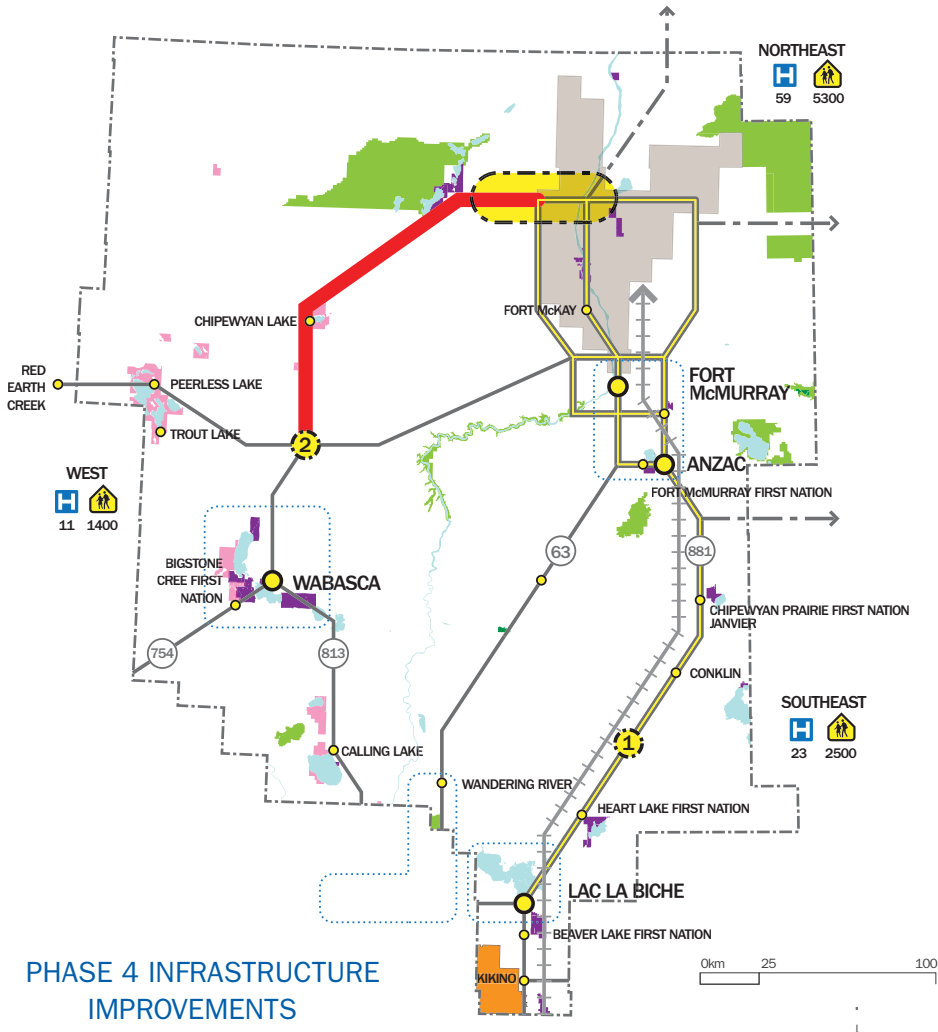 NORTHEAST
H
59 5300
CHIPEWYAN LAKE
FORT McKAY
RED
EARTH
CREEK
PEERLESS LAKE
FORT
McMURRAY
TROUT LAKE
2
WEST
H
11 1400
ANZAC
FORT McMURRAY FIRST NATION
63
881
BIGSTONE
CREE FIRST
NATION
WABASCA
CHIPEWYAN PRAIRIE FIRST NATION
JANVIER
754
813
CONKLIN
SOUTHEAST
H
23 2500
1
CALLING LAKE
WANDERING RIVER
HEART LAKE FIRST NATION
LAC LA BICHE
BEAVER LAKE FIRST NATION
KIKINO
PHASE 4 INFRASTRUCTURE
IMPROVEMENTS
0km 25 100